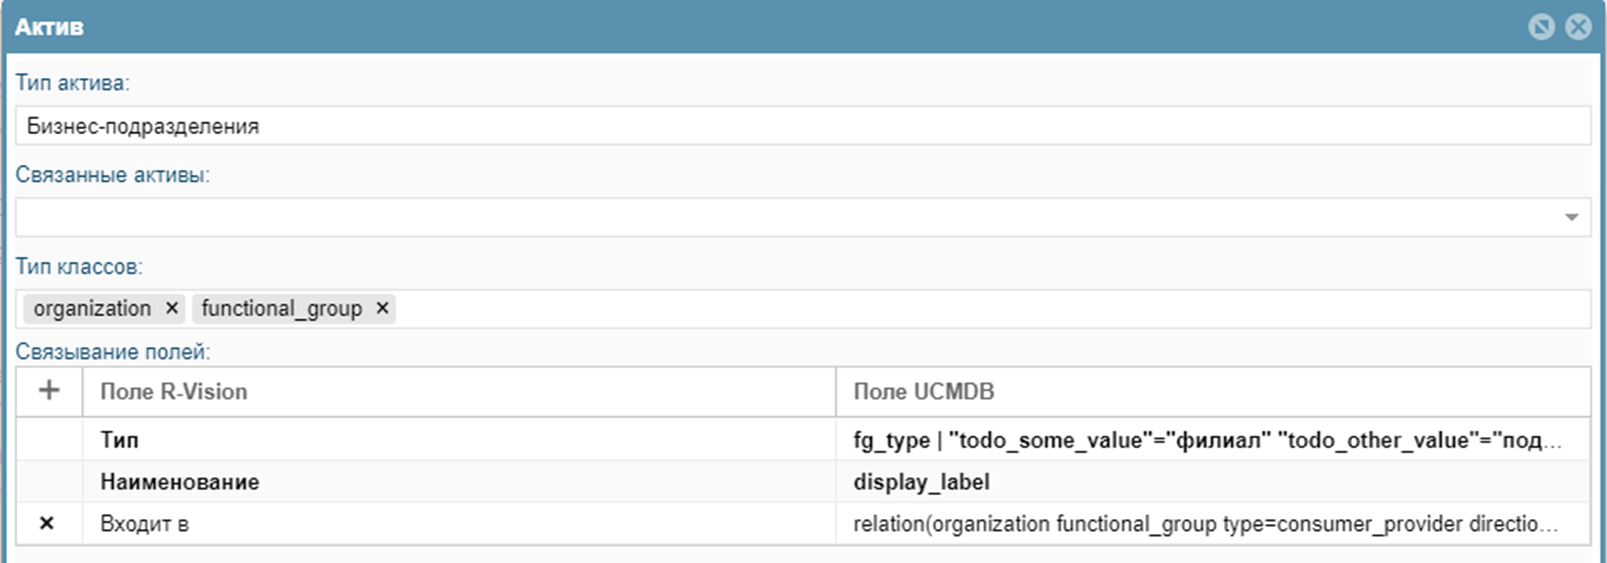 Актив
Тип актива:
Бизнес-подразделения
Связанные активы:
Тип классов:
organization × functional_group ×
Связывание полей:
+ Поле R-Vision Поле UCMDB
Тип fg_type | "todo_some_value"="филиал" "todo_other_value"="под...
Наименование display_label
× Входит в relation(organization functional_group type=consumer_provider directio...